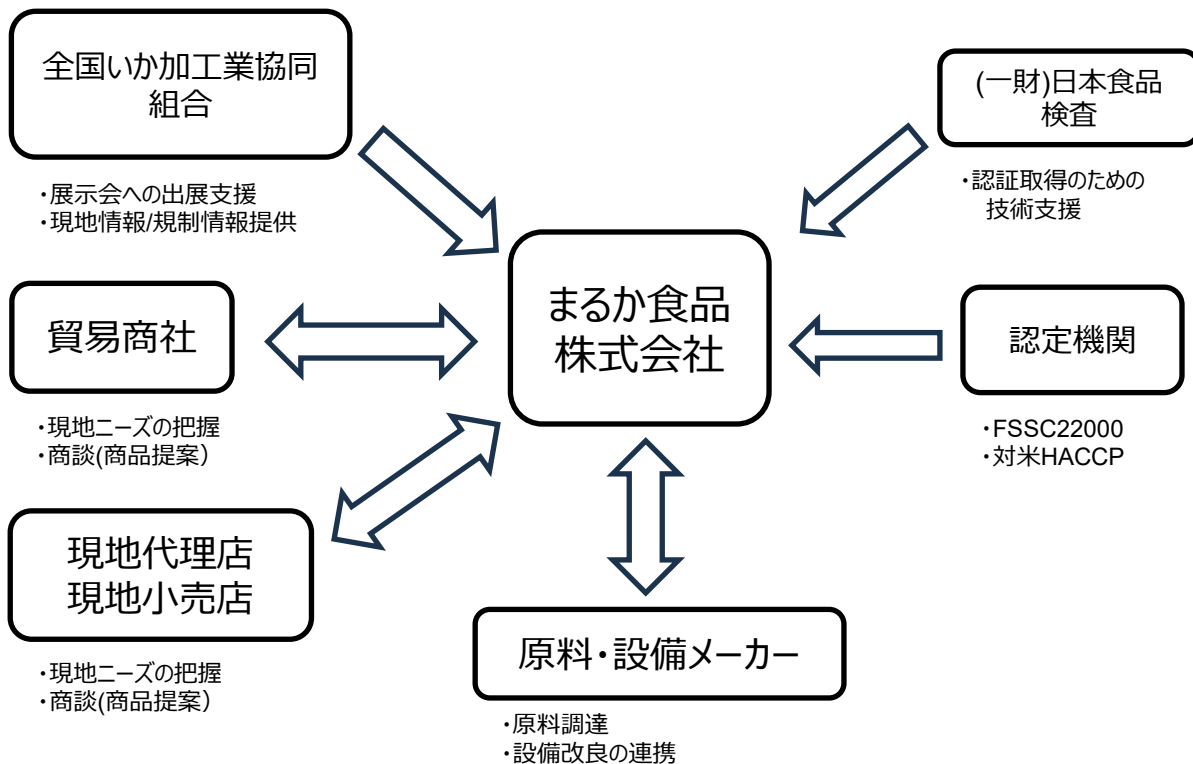 全国いか加工業協同
組合
・展示会への出展支援
・現地情報/規制情報提供
(一財)日本食品
検査
・認証取得のための
技術支援
まるか食品
株式会社
貿易商社
・現地ニーズの把握
・商談(商品提案）
認定機関
・FSSC22000
・対米HACCP
現地代理店
現地小売店
・現地ニーズの把握
・商談(商品提案）
原料・設備メーカー
・原料調達
・設備改良の連携